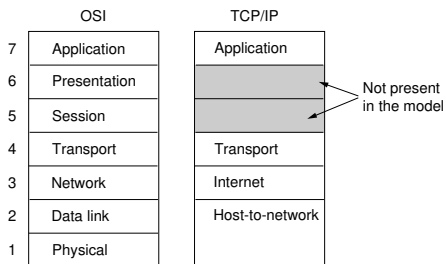 OSI TCP/IP
7 Application Application
6 Presentation
Not present
in the model
5 Session
4 Transport Transport
3 Network Internet
2 Data link Host-to-network
1 Physical